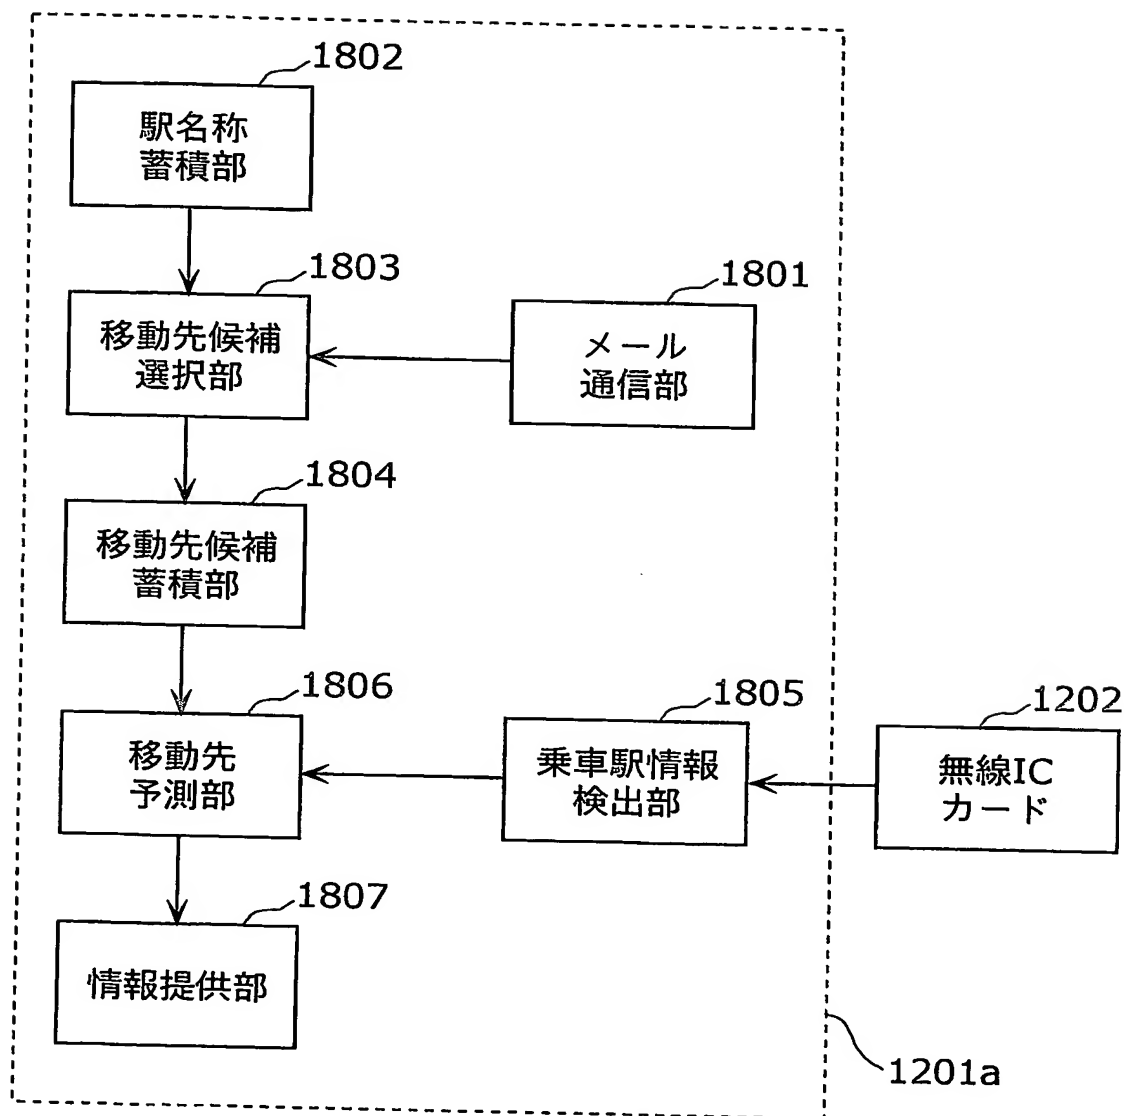 1802
駅名称
蓄積部
1803
移動先候補
選択部
1801
メール
通信部
1804
移動先候補
蓄積部
1806
移動先
予測部
1805
乗車駅情報
検出部
1202
無線IC
カード
1807
情報提供部
1201a